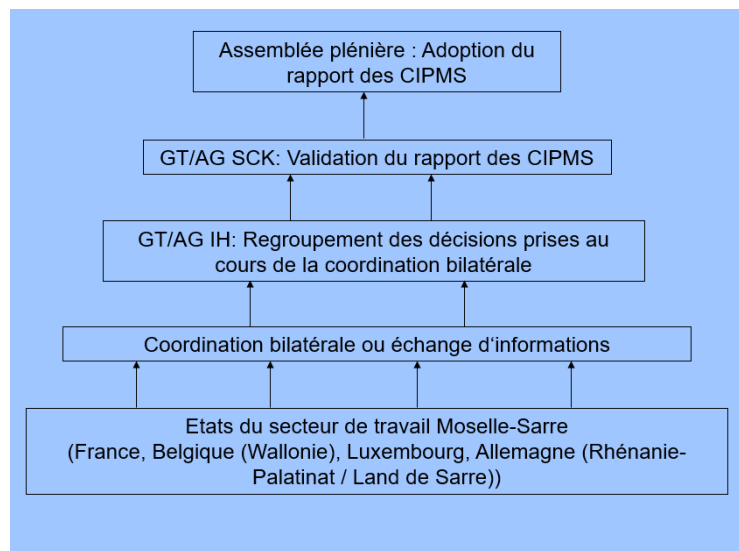 Assemblée plénière : Adoption du
rapport des CIPMS
GT/AG SCK: Validation du rapport des CIPMS
GT/AG IH: Regroupement des décisions prises au
cours de la coordination bilatérale
Coordination bilatérale ou échange d‘informations
Etats du secteur de travail Moselle-Sarre
(France, Belgique (Wallonie), Luxembourg, Allemagne (Rhénanie-
Palatinat / Land de Sarre))